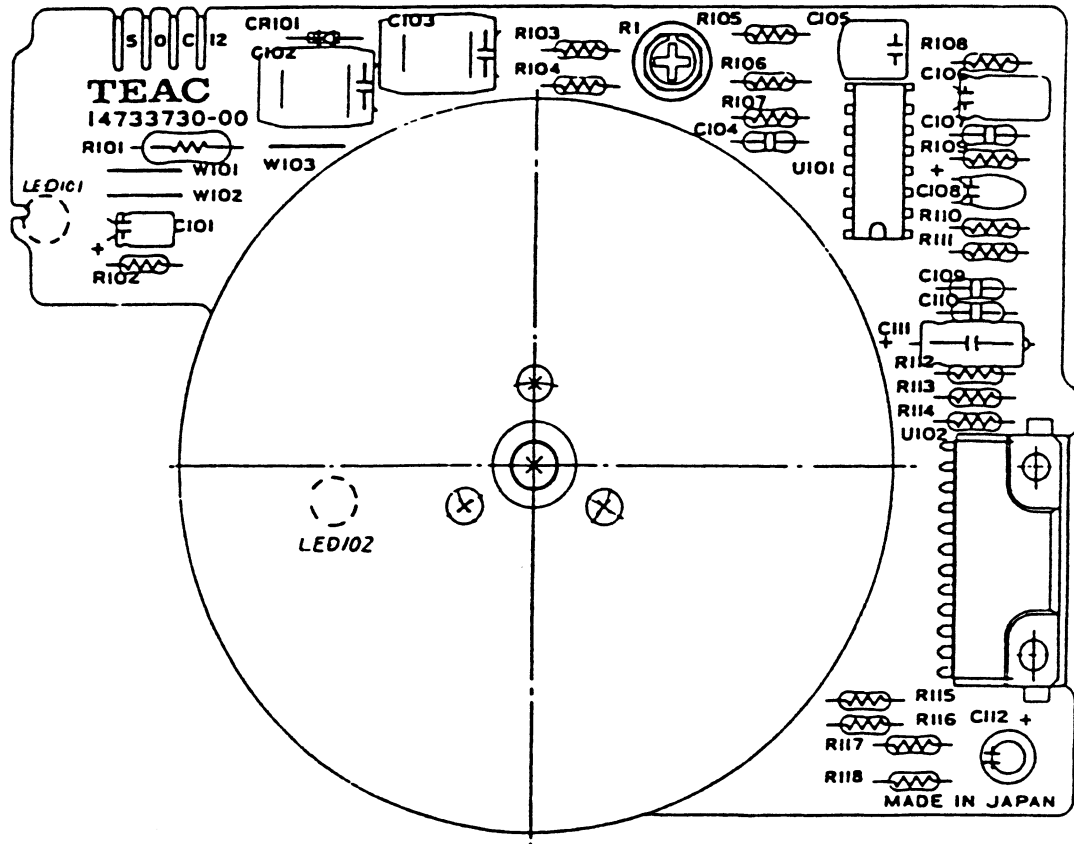 S O C 12
TEAC
14733730-00
CR101
C102
C103
R103
R104
R1
R105
C105
R106
R107
C104
U101
R108
C106
C107
R109
+
C108
R110
R111
C109
C110
C111
+
R112
R113
R114
U102
R101
W101
W102
W103
LED101
C101
+
R102
LED102
R115
R116
C112 +
R117
R118
MADE IN JAPAN